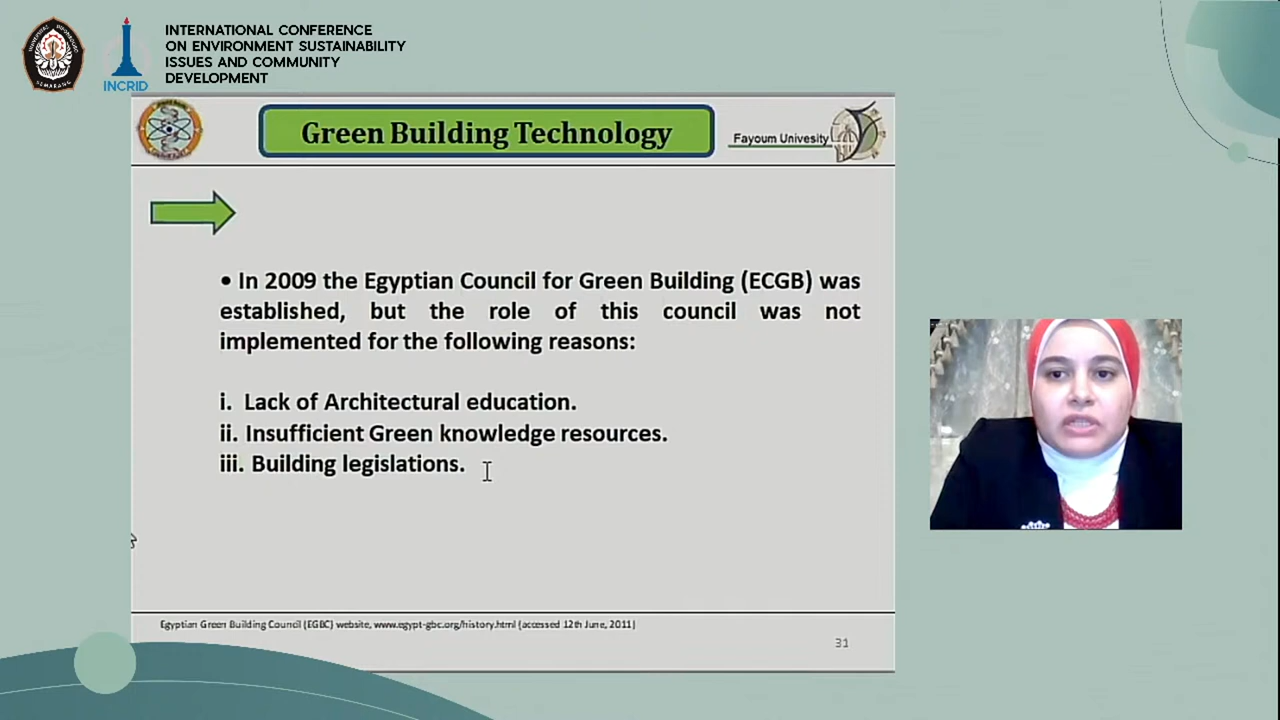 INTERNATIONAL CONFERENCE
ON ENVIRONMENT SUSTAINABILITY
ISSUES AND COMMUNITY
DEVELOPMENT
INCRID
SEMARANG
Green Building Technology
Fayoum Univesity
• In 2009 the Egyptian Council for Green Building (ECGB) was
established, but the role of this council was not
implemented for the following reasons:
i. Lack of Architectural education.
ii. Insufficient Green knowledge resources.
iii. Building legislations.
Egyptian Green Building Council (EGBC) website, www.egypt-gbc.org/history.html (accessed 12th June, 2011)
31